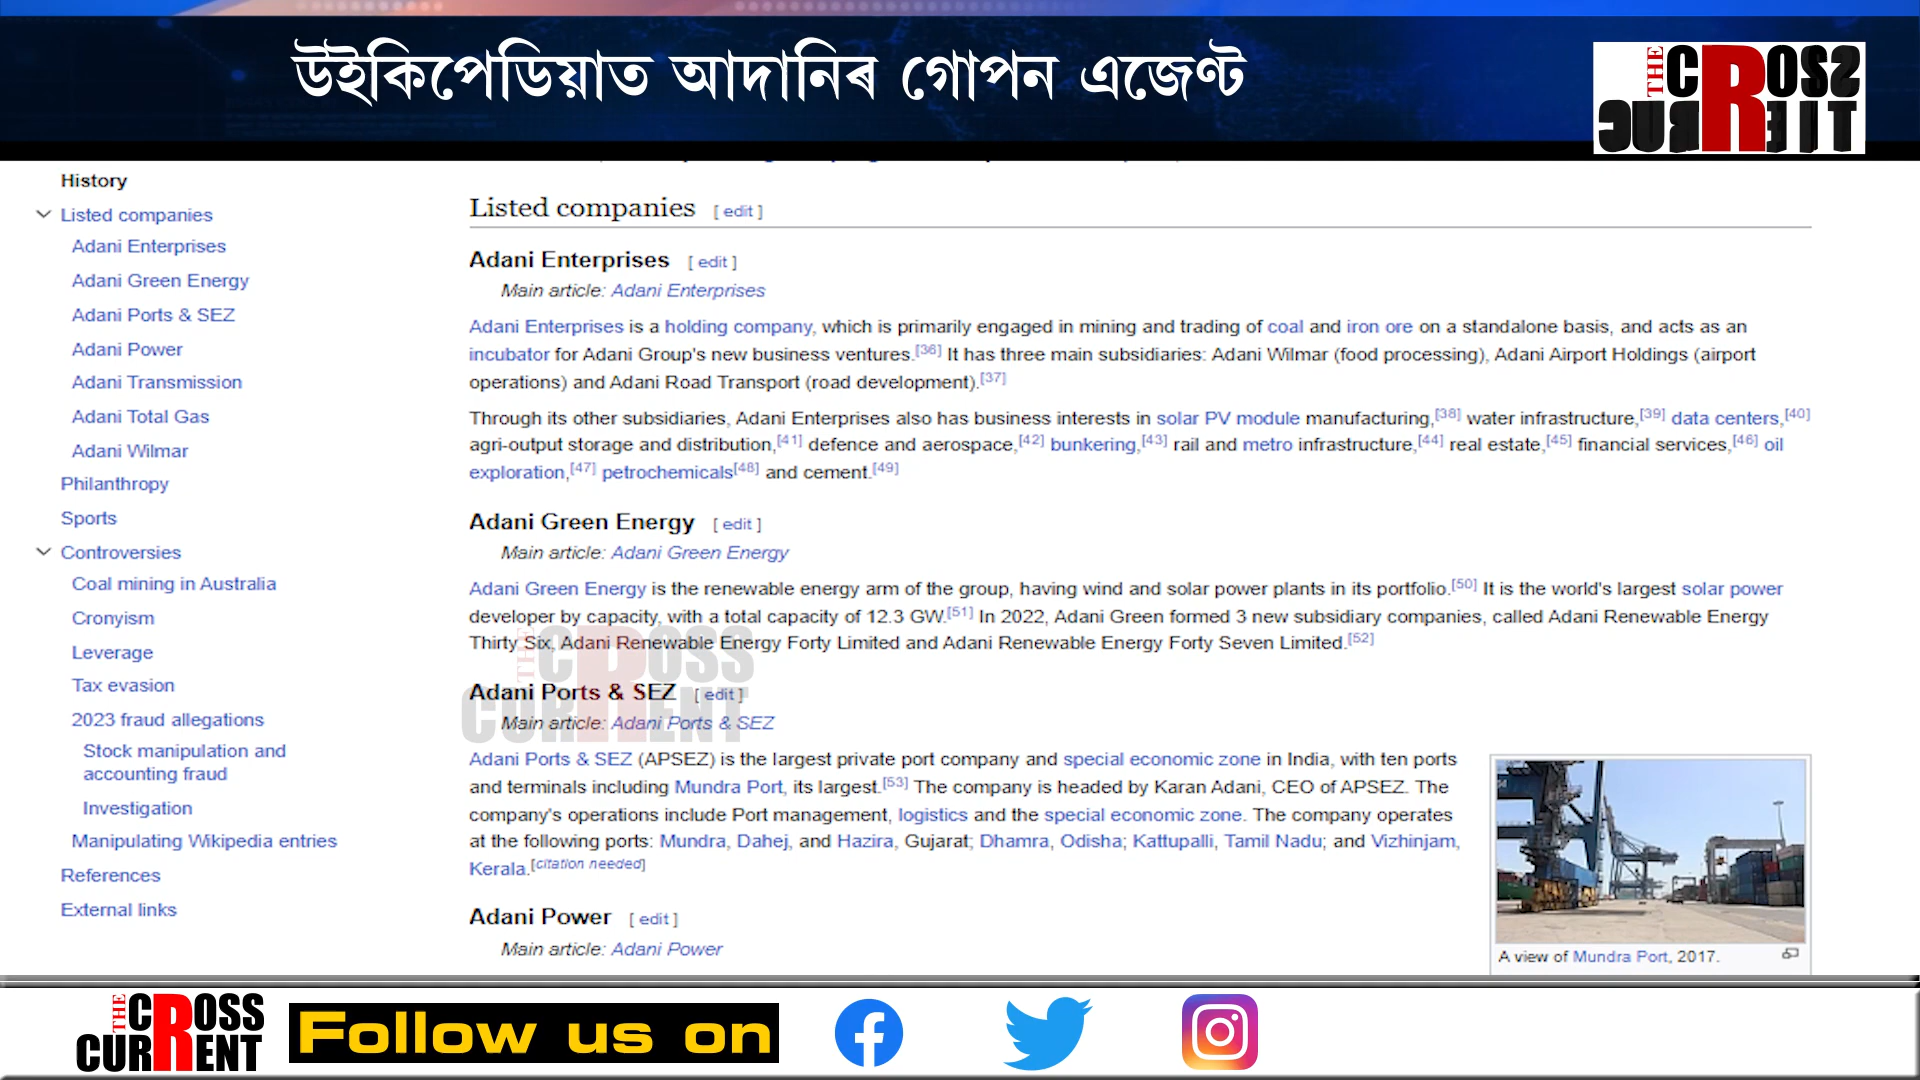 উইকিপেডিয়াত আদানিৰ গোপন এজেণ্ট
THE CROSS
CURRENT
History
Listed companies
Adani Enterprises
Adani Green Energy
Adani Ports & SEZ
Adani Power
Adani Transmission
Adani Total Gas
Adani Wilmar
Philanthropy
Sports
Controversies
Coal mining in Australia
Cronyism
Leverage
Tax evasion
2023 fraud allegations
Stock manipulation and
accounting fraud
Investigation
Manipulating Wikipedia entries
References
External links
Listed companies [ edit ]
Adani Enterprises [ edit ]
Main article: Adani Enterprises
Adani Enterprises is a holding company, which is primarily engaged in mining and trading of coal and iron ore on a standalone basis, and acts as an
incubator for Adani Group's new business ventures.[36] It has three main subsidiaries: Adani Wilmar (food processing), Adani Airport Holdings (airport
operations) and Adani Road Transport (road development).[37]
Through its other subsidiaries, Adani Enterprises also has business interests in solar PV module manufacturing,[38] water infrastructure,[39] data centers,[40]
agri-output storage and distribution,[41] defence and aerospace,[42] bunkering,[43] rail and metro infrastructure,[44] real estate,[45] financial services,[46] oil
exploration,[47] petrochemicals[48] and cement.[49]
Adani Green Energy [ edit ]
Main article: Adani Green Energy
Adani Green Energy is the renewable energy arm of the group, having wind and solar power plants in its portfolio.[50] It is the world's largest solar power
developer by capacity, with a total capacity of 12.3 GW.[51] In 2022, Adani Green formed 3 new subsidiary companies, called Adani Renewable Energy
Thirty Six, Adani Renewable Energy Forty Limited and Adani Renewable Energy Forty Seven Limited.[52]
THE CROSS
CURRENT
Adani Ports & SEZ [ edit ]
Main article: Adani Ports & SEZ
Adani Ports & SEZ (APSEZ) is the largest private port company and special economic zone in India, with ten ports
and terminals including Mundra Port, its largest.[53] The company is headed by Karan Adani, CEO of APSEZ. The
company's operations include Port management, logistics and the special economic zone. The company operates
at the following ports: Mundra, Dahej, and Hazira, Gujarat; Dhamra, Odisha; Kattupalli, Tamil Nadu; and Vizhinjam,
Kerala.[citation needed]
Adani Power [ edit ]
Main article: Adani Power
A view of Mundra Port, 2017.
THE CROSS
CURRENT
Follow us on